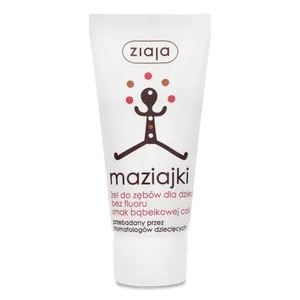 ziaja
maziajki
żel do zębów dla dzieci
bez fluoru
smak bąbelkowej coli
przebadany przez
stomatologów dziecięcych